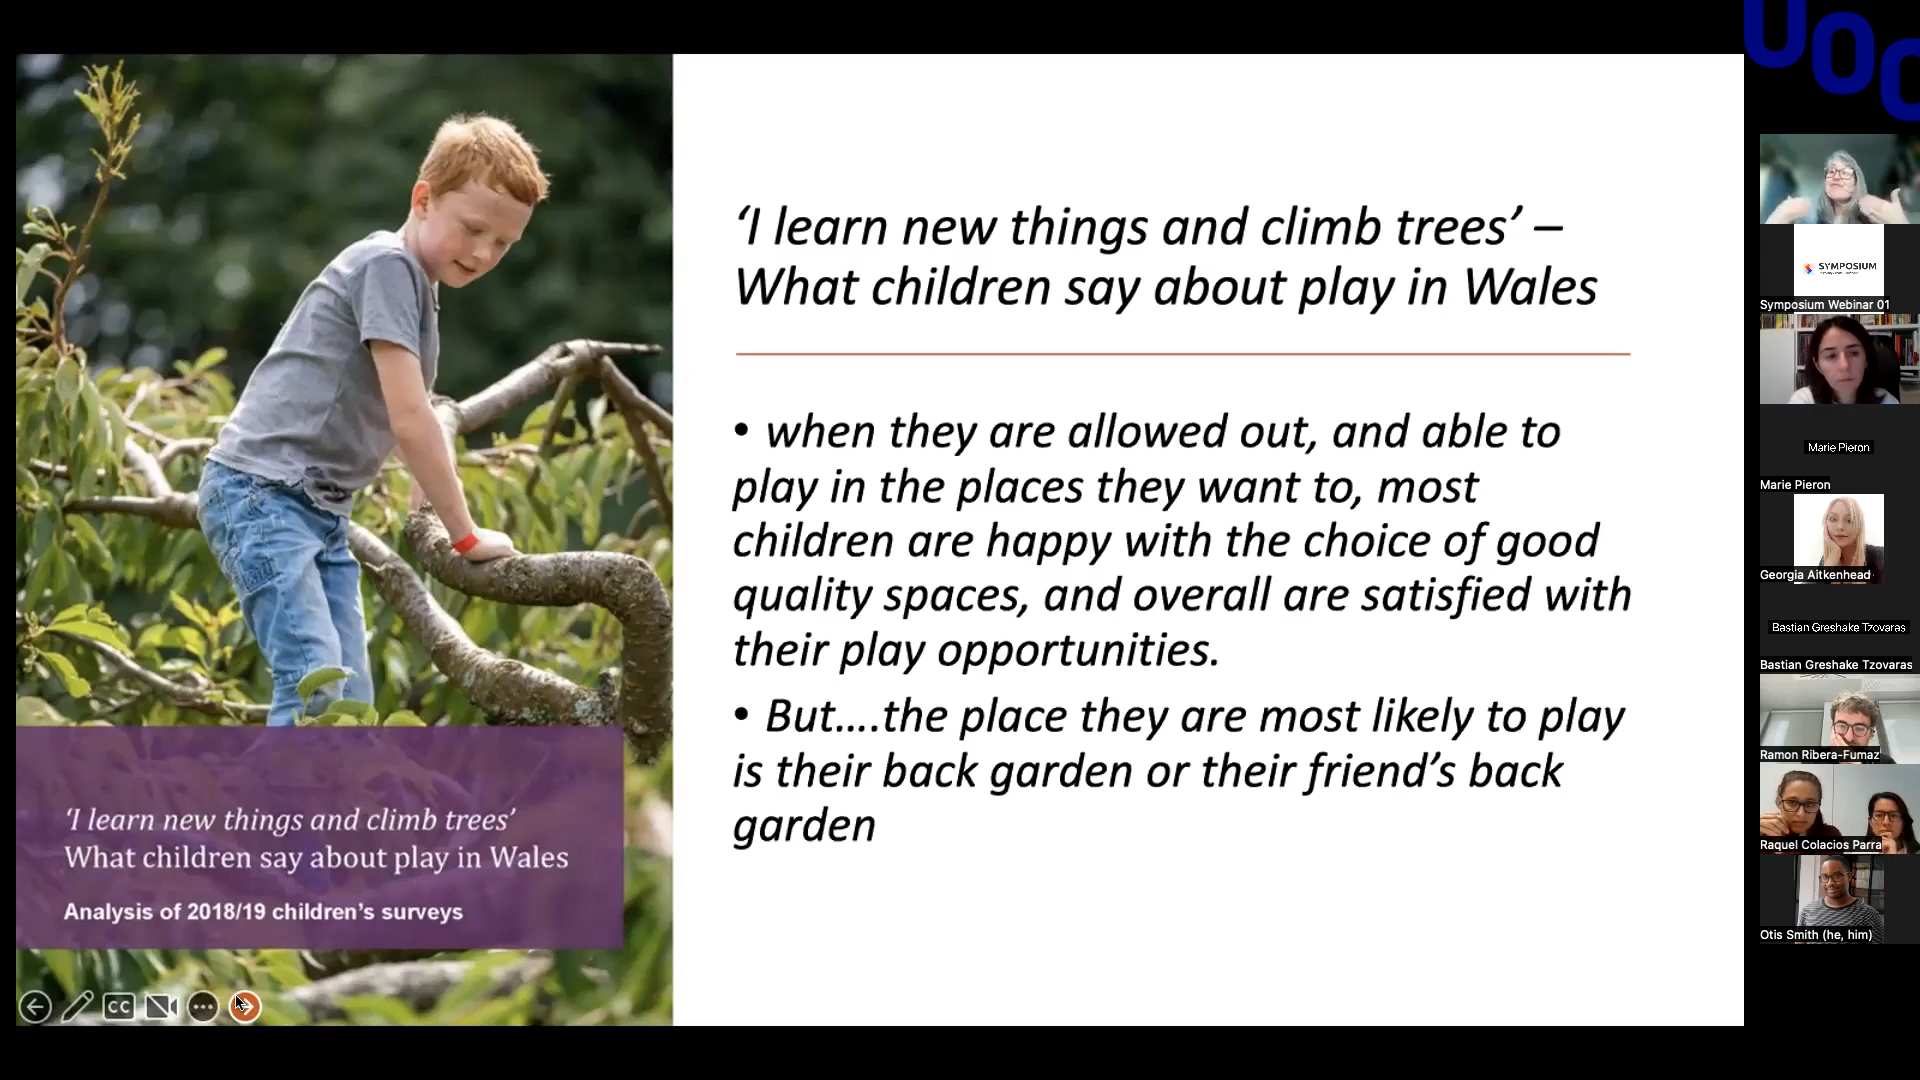 UOC
‘I learn new things and climb trees’ –
What children say about play in Wales
• when they are allowed out, and able to
play in the places they want to, most
children are happy with the choice of good
quality spaces, and overall are satisfied with
their play opportunities.
• But....the place they are most likely to play
is their back garden or their friend’s back
garden
‘I learn new things and climb trees’
What children say about play in Wales
Analysis of 2018/19 children’s surveys
CC
SYMPOSIUM
Symposium Webinar 01
Marie Pieron
Marie Pieron
Georgia Aitkenhead
Bastian Greshake Tzovaras
Bastian Greshake Tzovaras
Ramon Ribera-Fumaz
Raquel Colacios Parra
Otis Smith (he, him)